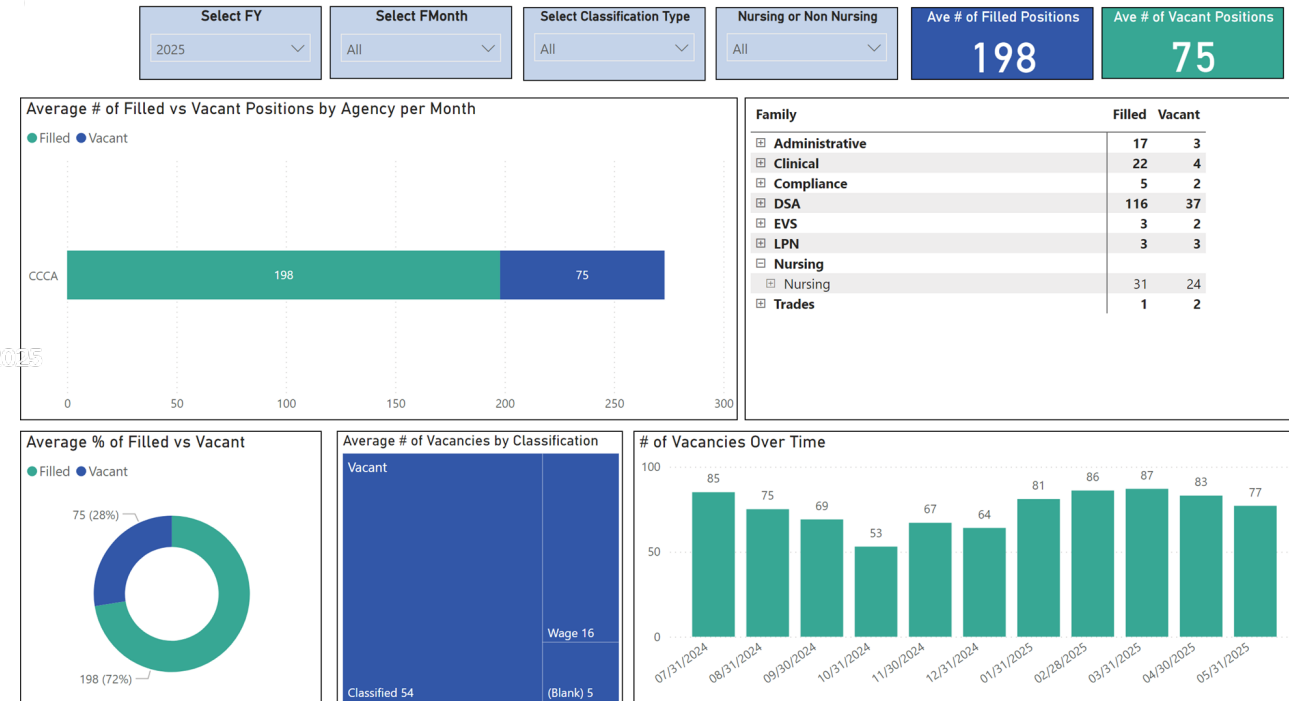 Select FY
2025
Select FMonth
All
Select Classification Type
All
Nursing or Non Nursing
All
Ave # of Filled Positions
198
Ave # of Vacant Positions
75
Average # of Filled vs Vacant Positions by Agency per Month
Filled Vacant
CCCA
198 75
0 50 100 150 200 250 300
2025
Family Filled Vacant
Administrative 17 3
Clinical 22 4
Compliance 5 2
DSA 116 37
EVS 3 2
LPN 3 3
Nursing
Nursing 31 24
Trades 1 2
Average % of Filled vs Vacant
Filled Vacant
75 (28%)
198 (72%)
Average # of Vacancies by Classification
Vacant
Wage 16
Classified 54
(Blank) 5
# of Vacancies Over Time
100
50
0
85 75 69 53 67 64 81 86 87 83 77
07/31/2024 08/31/2024 09/30/2024 10/31/2024 11/30/2024 12/31/2024 01/31/2025 02/28/2025 03/31/2025 04/30/2025 05/31/2025